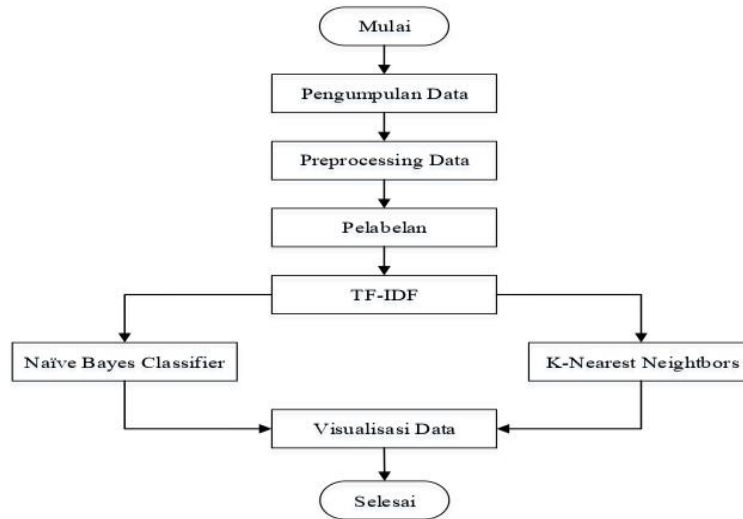 Mulai
Pengumpulan Data
Preprocessing Data
Pelabelan
TF-IDF
Naïve Bayes Classifier
K-Nearest Neightbors
Visualisasi Data
Selesai